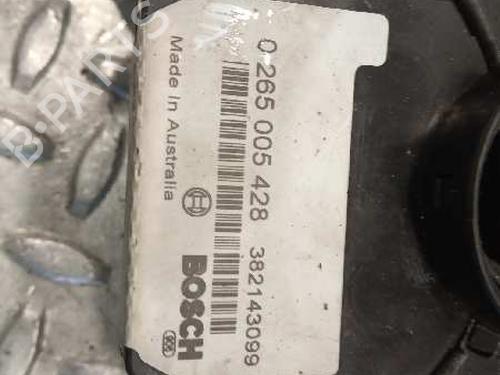 0 265 005 428 382143099
Made in Australia
BOSCH
B-PARTS